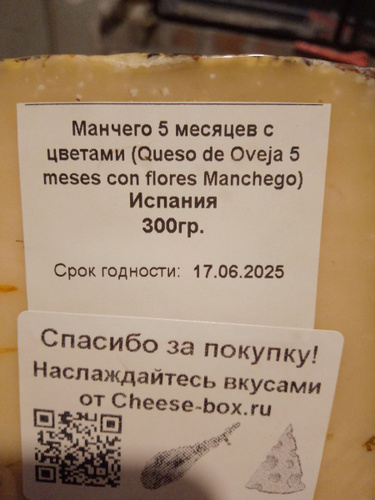 Манчего 5 месяцев с
цветами (Queso de Oveja 5
meses con flores Manchego)
Испания
300гр.
Срок годности: 17.06.2025
Спасибо за покупку!
Наслаждайтесь вкусами
от Cheese-box.ru